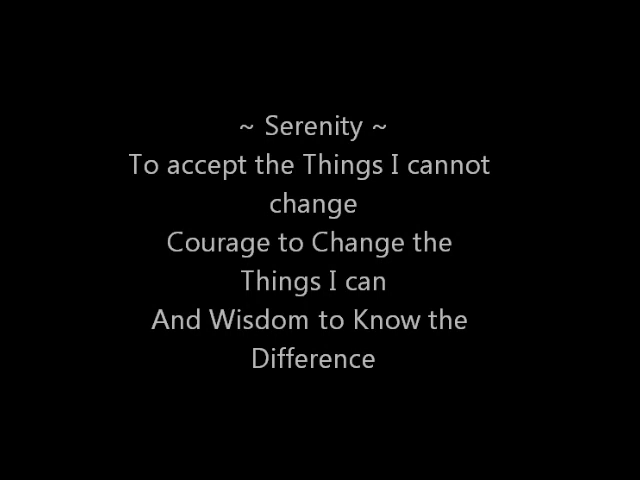 ~ Serenity ~
To accept the Things I cannot
change
Courage to Change the
Things I can
And Wisdom to Know the
Difference